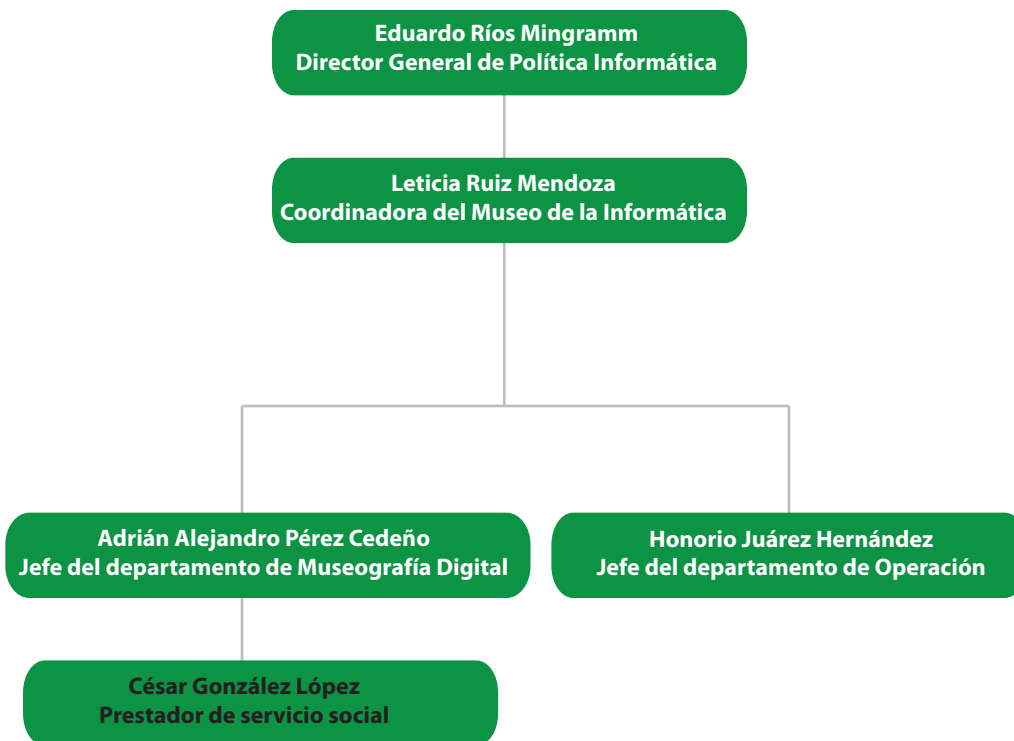 Eduardo Ríos Mingramm
Director General de Política Informática
Leticia Ruiz Mendoza
Coordinadora del Museo de la Informática
Adrián Alejandro Pérez Cedeño
Jefe del departamento de Museografía Digital
Honorio Juárez Hernández
Jefe del departamento de Operación
César González López
Prestador de servicio social